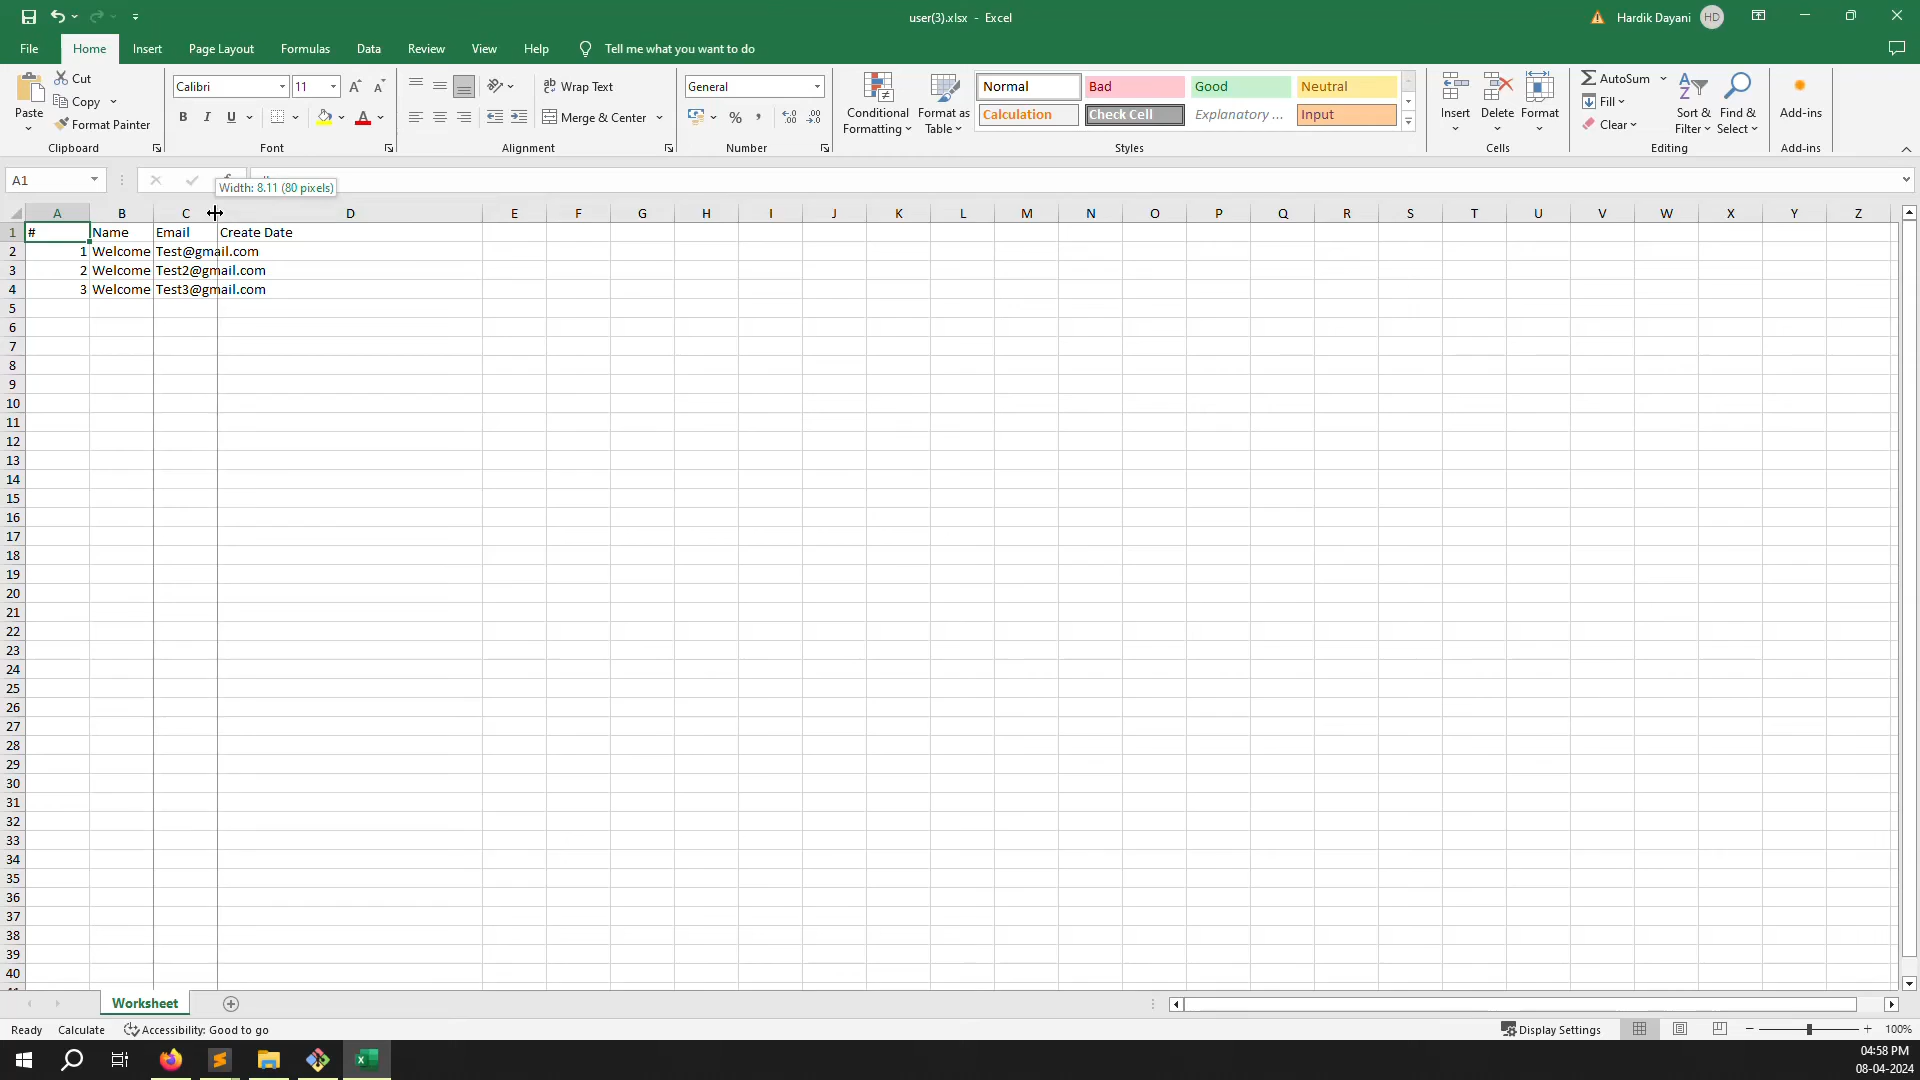 user(3).xlsx - Excel
Hardik Dayani HD
File Home Insert Page Layout Formulas Data Review View Help Tell me what you want to do
Paste Cut Copy Format Painter Clipboard
Calibri 11 A A B I U A Font
Wrap Text Merge & Center Alignment
General % , Number
Conditional Formatting Format as Table
Normal Bad Good Neutral
Calculation Check Cell Explanatory ... Input
Styles
Insert Delete Format Cells
AutoSum Fill Clear Sort & Filter Find & Select Editing
Add-ins Add-ins
A1
Width: 8.11 (80 pixels)
A B C D E F G H I J K L M N O P Q R S T U V W X Y Z
1 # Name Email Create Date
2 1 Welcome Test@gmail.com
3 2 Welcome Test2@gmail.com
4 3 Welcome Test3@gmail.com
5
6
7
8
9
10
11
12
13
14
15
16
17
18
19
20
21
22
23
24
25
26
27
28
29
30
31
32
33
34
35
36
37
38
39
40
Worksheet
Ready Calculate Accessibility: Good to go Display Settings 100%
04:58 PM
08-04-2024